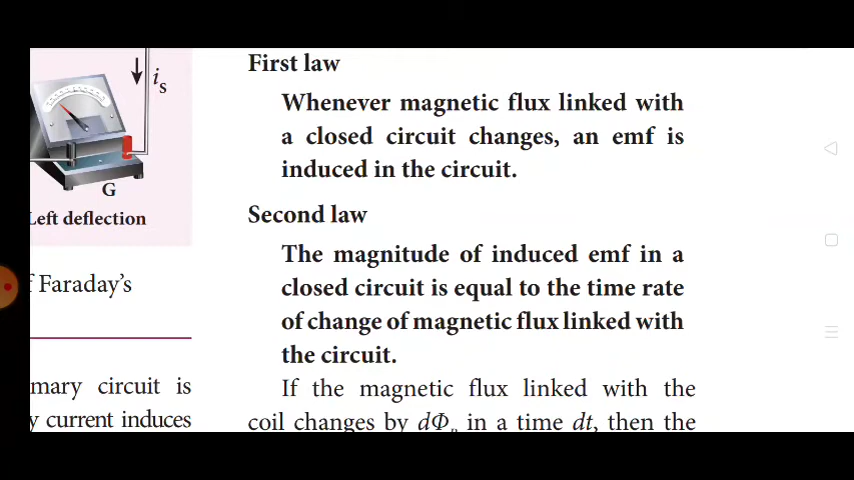 i_s
G
Left deflection
f Faraday's
mary circuit is
y current induces
First law
Whenever magnetic flux linked with
a closed circuit changes, an emf is
induced in the circuit.
Second law
The magnitude of induced emf in a
closed circuit is equal to the time rate
of change of magnetic flux linked with
the circuit.
If the magnetic flux linked with the
coil changes by dΦ in a time dt, then the